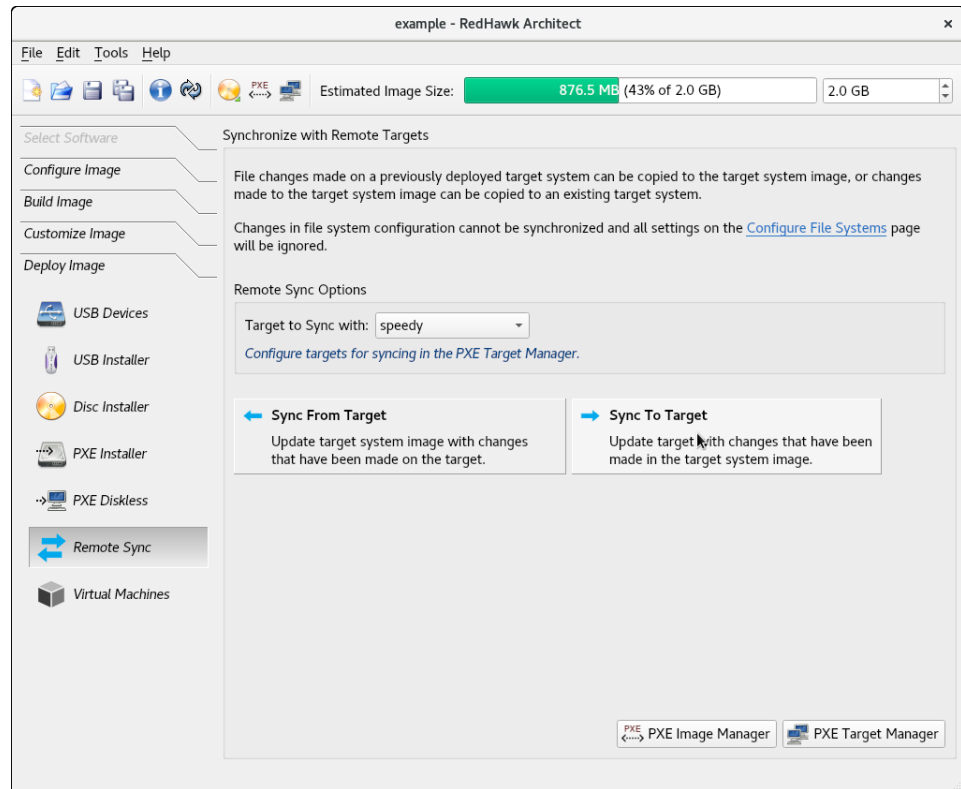 example - RedHawk Architect
File Edit Tools Help
PXE Estimated Image Size: 876.5 MB (43% of 2.0 GB) 2.0 GB
Select Software
Configure Image
Build Image
Customize Image
Deploy Image
USB Devices
USB Installer
Disc Installer
PXE Installer
PXE Diskless
Remote Sync
Virtual Machines
Synchronize with Remote Targets
File changes made on a previously deployed target system can be copied to the target system image, or changes
made to the target system image can be copied to an existing target system.
Changes in file system configuration cannot be synchronized and all settings on the Configure File Systems page
will be ignored.
Remote Sync Options
Target to Sync with: speedy
Configure targets for syncing in the PXE Target Manager.
Sync From Target
Update target system image with changes
that have been made on the target.
Sync To Target
Update target with changes that have been
made in the target system image.
PXE PXE Image Manager
PXE Target Manager